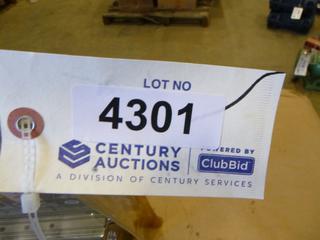 LOT NO
4301
CENTURY
AUCTIONS
POWERED BY
ClubBid
A DIVISION OF CENTURY SERVICES